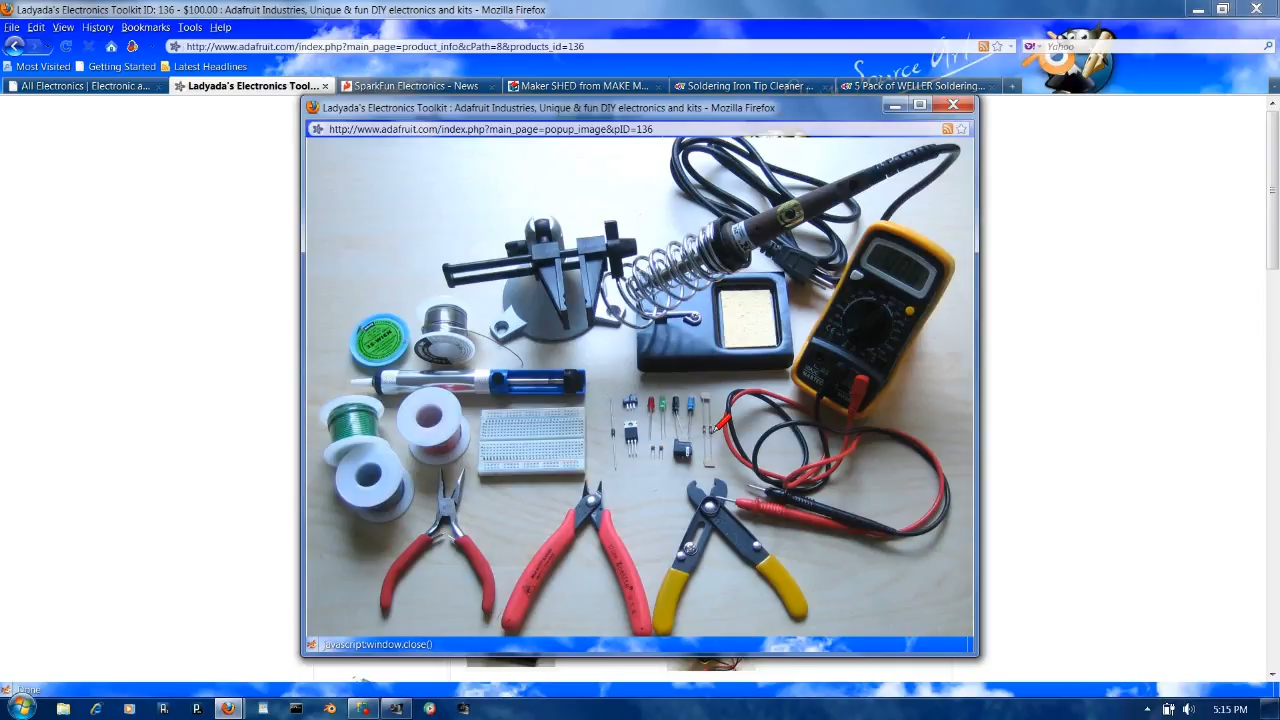 Ladyada's Electronics Toolkit ID: 136 - $100.00 : Adafruit Industries, Unique & fun DIY electronics and kits - Mozilla Firefox
File Edit View History Bookmarks Tools Help
http://www.adafruit.com/index.php?main_page=product_info&cPath=8&products_id=136
Yahoo
Most Visited Getting Started Latest Headlines
Source Art
All Electronics | Electronic a...
Ladyada's Electronics Tool...
SparkFun Electronics - News
Maker SHED from MAKE M...
Soldering Iron Tip Cleaner ...
5 Pack of WELLER Soldering...
Ladyada's Electronics Toolkit : Adafruit Industries, Unique & fun DIY electronics and kits - Mozilla Firefox
http://www.adafruit.com/index.php?main_page=popup_image&pID=136
javascript:window.close()
Done
5:15 PM